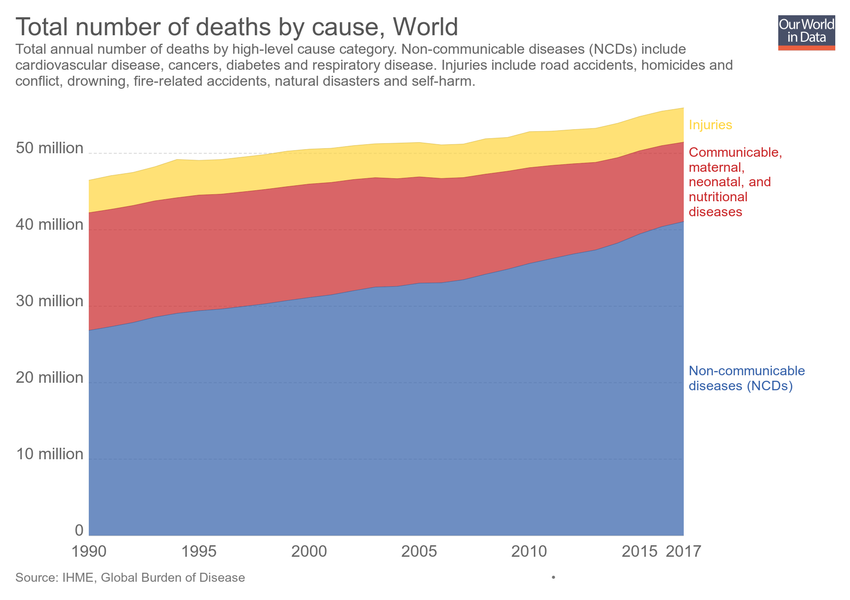 Total number of deaths by cause, World
Our World
in Data
Total annual number of deaths by high-level cause category. Non-communicable diseases (NCDs) include
cardiovascular disease, cancers, diabetes and respiratory disease. Injuries include road accidents, homicides and
conflict, drowning, fire-related accidents, natural disasters and self-harm.
Injuries
50 million
Communicable,
maternal,
neonatal, and
nutritional
diseases
40 million
30 million
Non-communicable
diseases (NCDs)
20 million
10 million
0
1990 1995 2000 2005 2010 2015 2017
Source: IHME, Global Burden of Disease
•